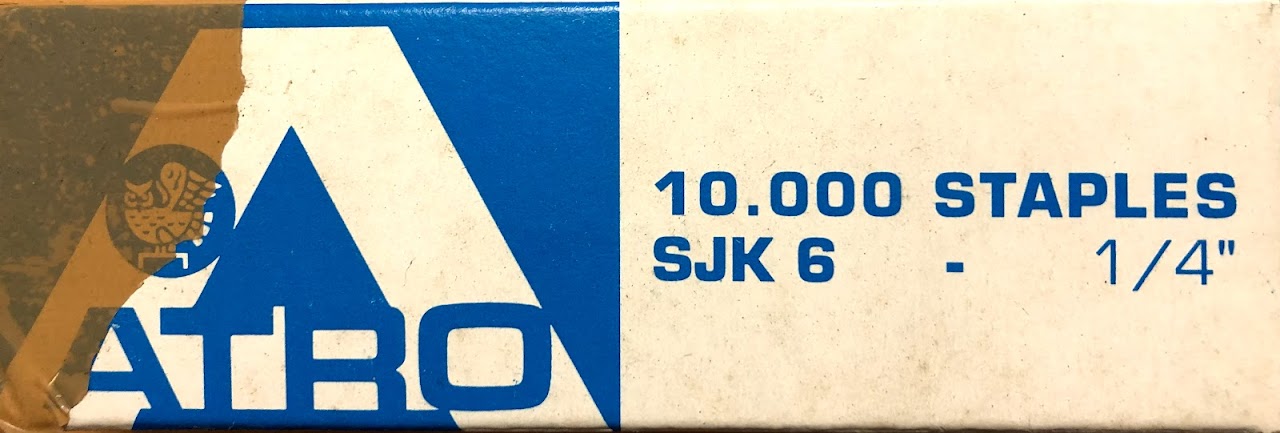 ATRO
10.000 STAPLES
SJK 6 - 1/4"